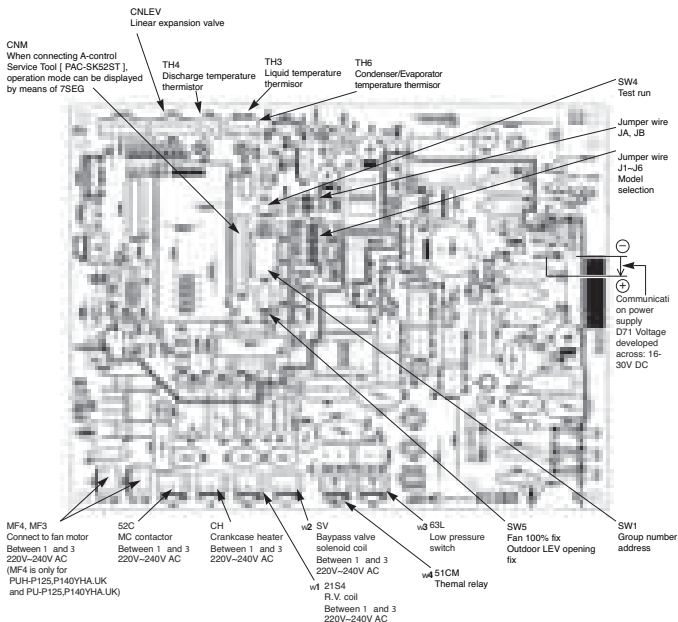 CNLEV
Linear expansion valve
CNM
When connecting A-control
Service Tool [ PAC-SK52ST ],
operation mode can be displayed
by means of 7SEG
TH4
Discharge temperature
thermistor
TH3
Liquid temperature
thermisor
TH6
Condenser/Evaporator
temperature thermisor
SW4
Test run
Jumper wire
JA, JB
Jumper wire
J1~J6
Model
selection
−
+
Communicati
on power
supply
D71 Voltage
developed
across: 16-
30V DC
MF4, MF3
Connect to fan motor
Between 1 and 3
220V~240V AC
(MF4 is only for
PUH-P125,P140YHA.UK
and PU-P125,P140YHA.UK)
52C
MC contactor
Between 1 and 3
220V~240V AC
CH
Crankcase heater
Between 1 and 3
220V~240V AC
w1 21S4
R.V. coil
Between 1 and 3
220V~240V AC
w2 SV
Baypass valve
solenoid coil
Between 1 and 3
220V~240V AC
w3 63L
Low pressure
switch
w4 51CM
Themal relay
SW5
Fan 100% fix
Outdoor LEV opening
fix
SW1
Group number
address